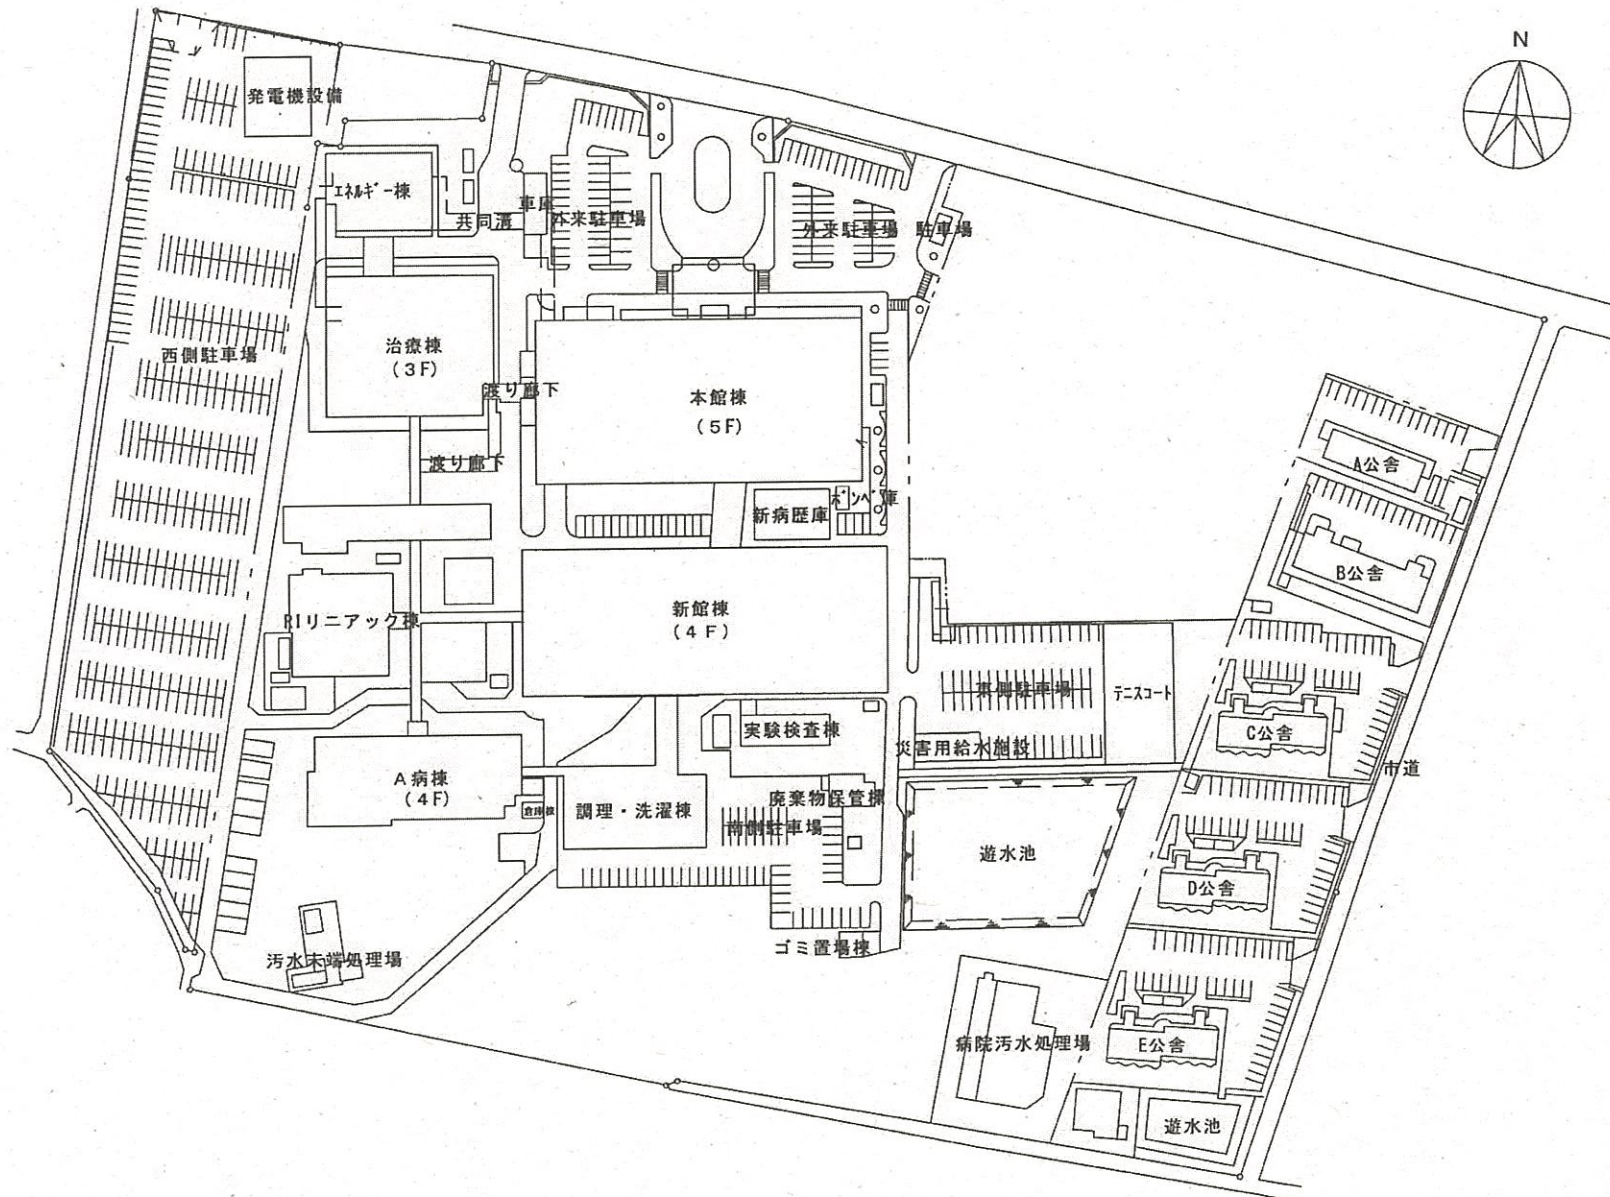 N
発電機設備
エネルギー棟
共同溝
車庫
外来駐車場
外来駐車場
駐車場
西側駐車場
治療棟
(3F)
渡り廊下
本館棟
(5F)
渡り廊下
A公舎
新病歴庫
ボンベ庫
B公舎
RIリニアック棟
新館棟
(4F)
東側駐車場
テニスコート
実験検査棟
災害用給水施設
C公舎
市道
A病棟
(4F)
倉庫棟
調理・洗濯棟
廃棄物保管棟
南側駐車場
遊水池
D公舎
ゴミ置場棟
汚水末端処理場
病院汚水処理場
E公舎
遊水池